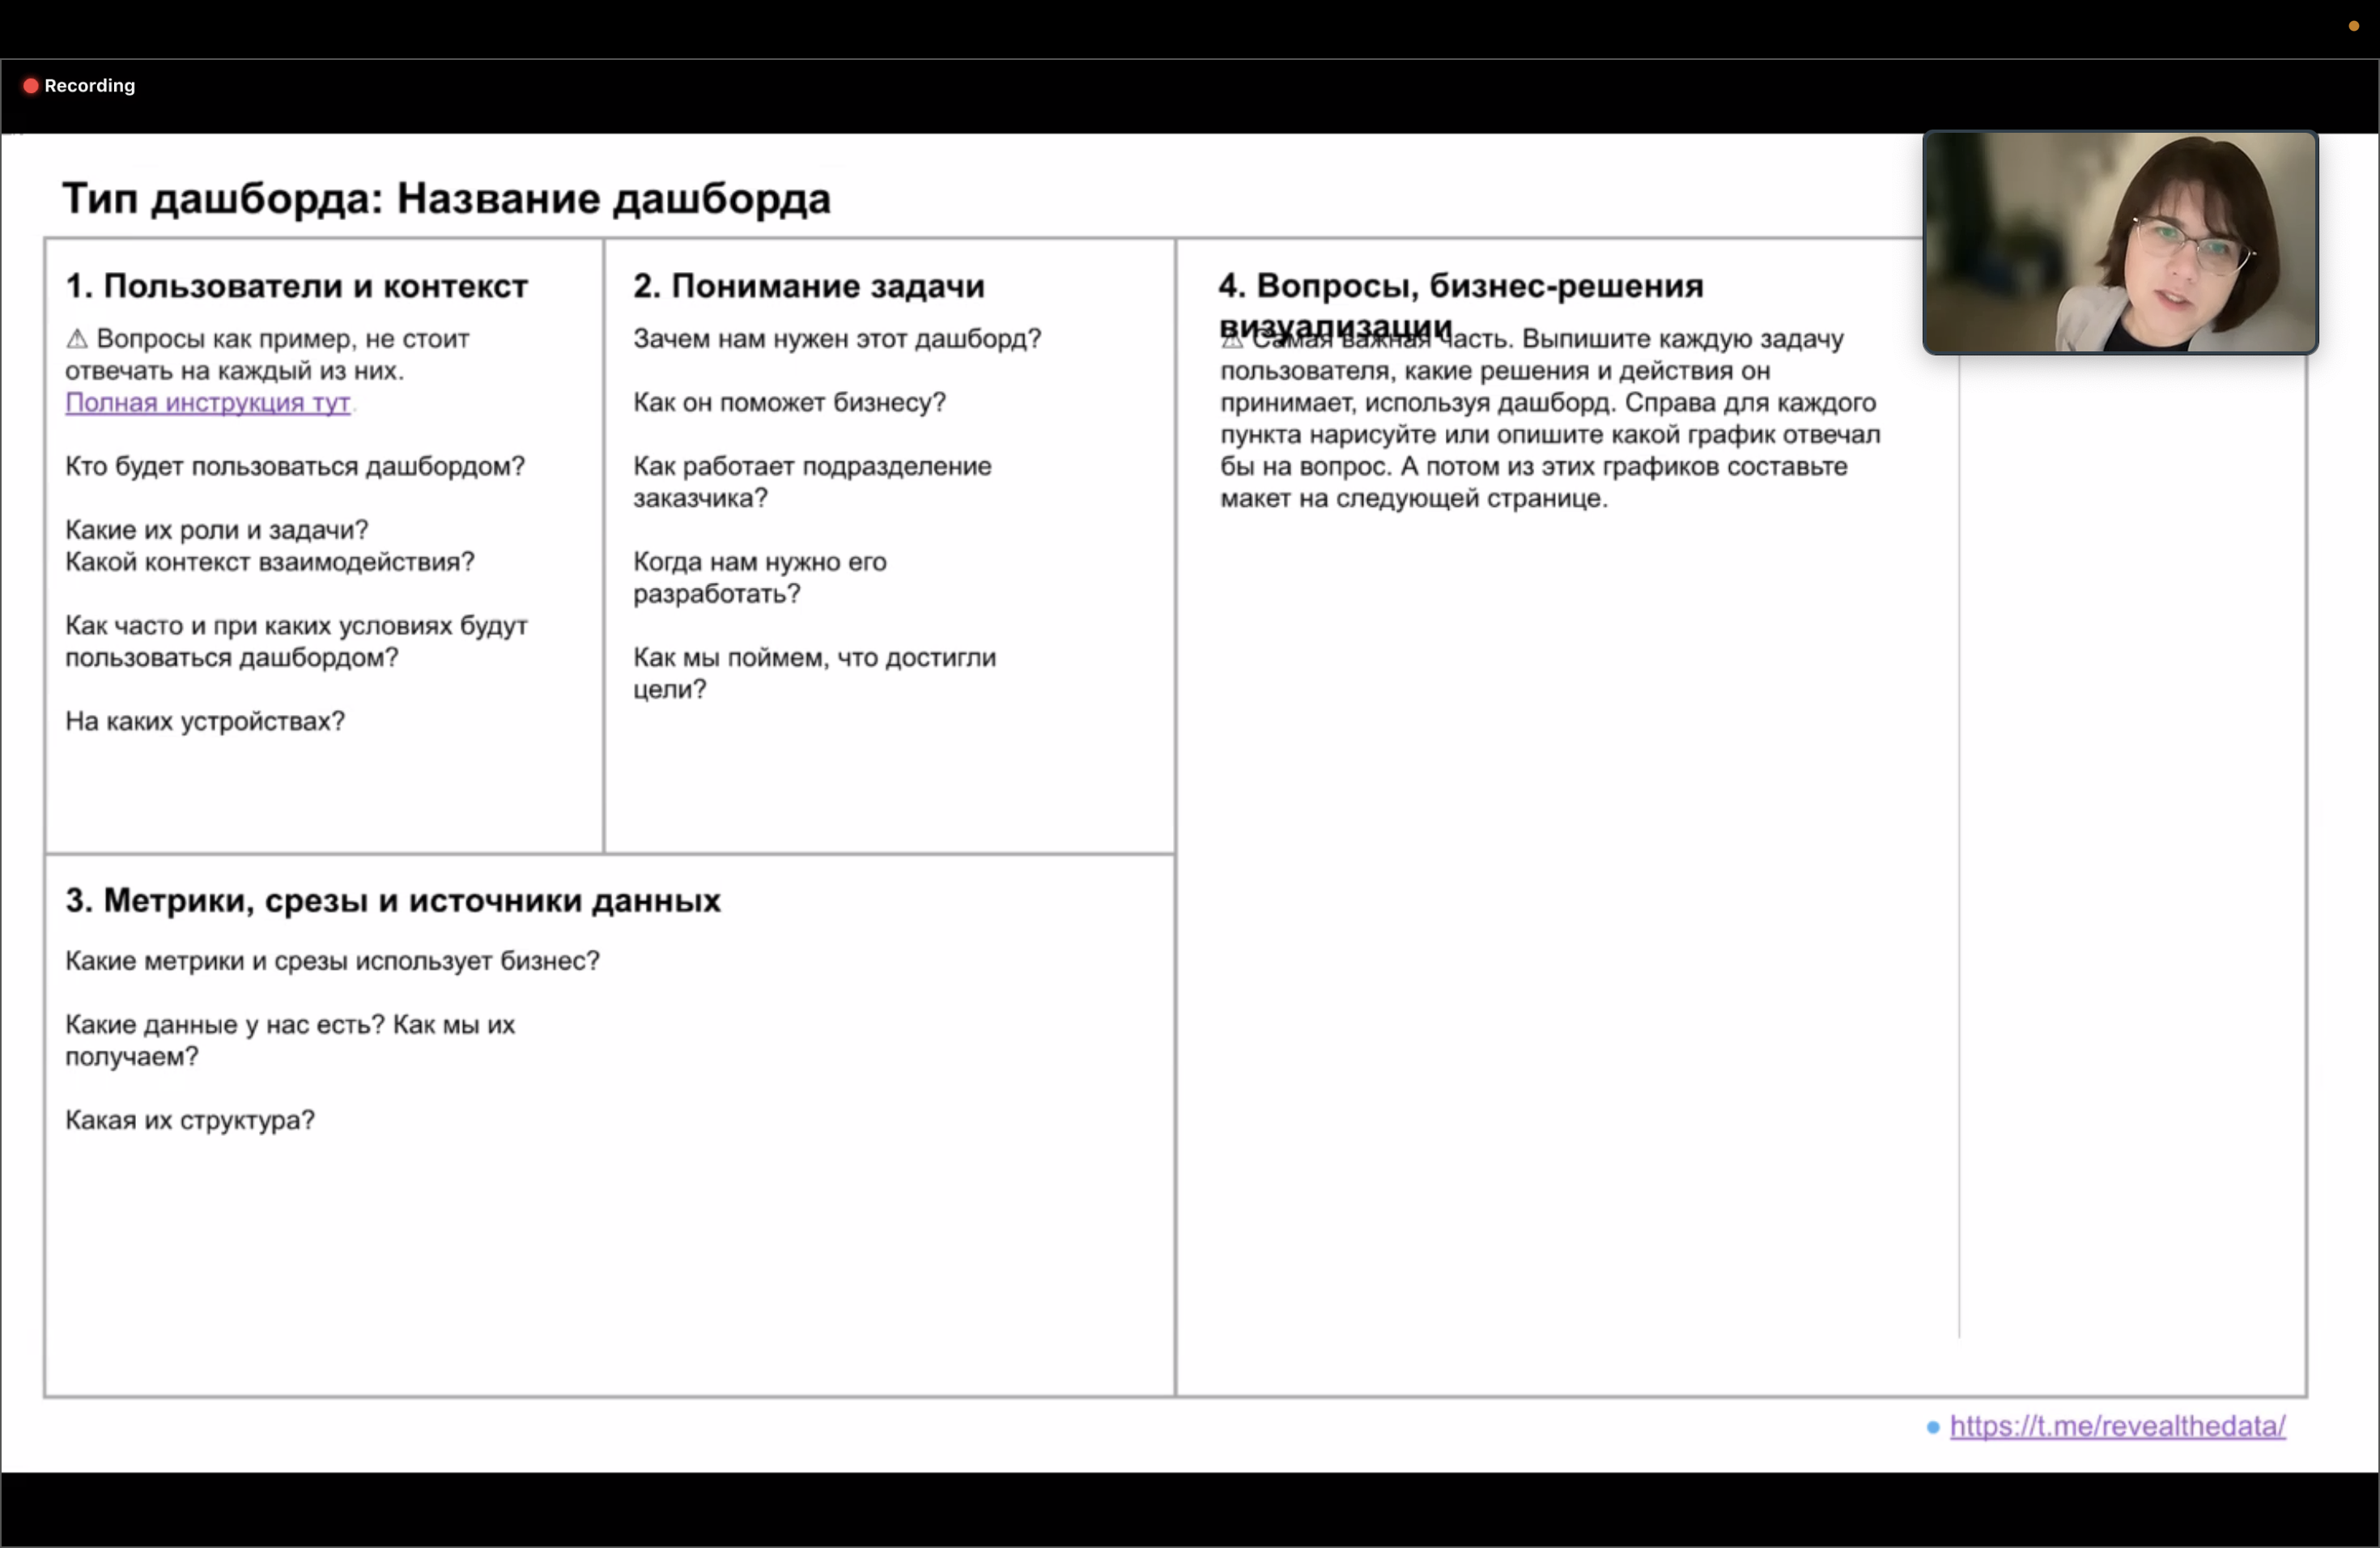 Recording
Тип дашборда: Название дашборда
1. Пользователи и контекст
⚠ Вопросы как пример, не стоит
отвечать на каждый из них.
Полная инструкция тут.
Кто будет пользоваться дашбордом?
Какие их роли и задачи?
Какой контекст взаимодействия?
Как часто и при каких условиях будут
пользоваться дашбордом?
На каких устройствах?
2. Понимание задачи
Зачем нам нужен этот дашборд?
Как он поможет бизнесу?
Как работает подразделение
заказчика?
Когда нам нужно его
разработать?
Как мы поймем, что достигли
цели?
3. Метрики, срезы и источники данных
Какие метрики и срезы использует бизнес?
Какие данные у нас есть? Как мы их
получаем?
Какая их структура?
4. Вопросы, бизнес-решения
визуализации
⚠ Самая важная часть. Выпишите каждую задачу
пользователя, какие решения и действия он
принимает, используя дашборд. Справа для каждого
пункта нарисуйте или опишите какой график отвечал
бы на вопрос. А потом из этих графиков составьте
макет на следующей странице.
https://t.me/revealthedata/